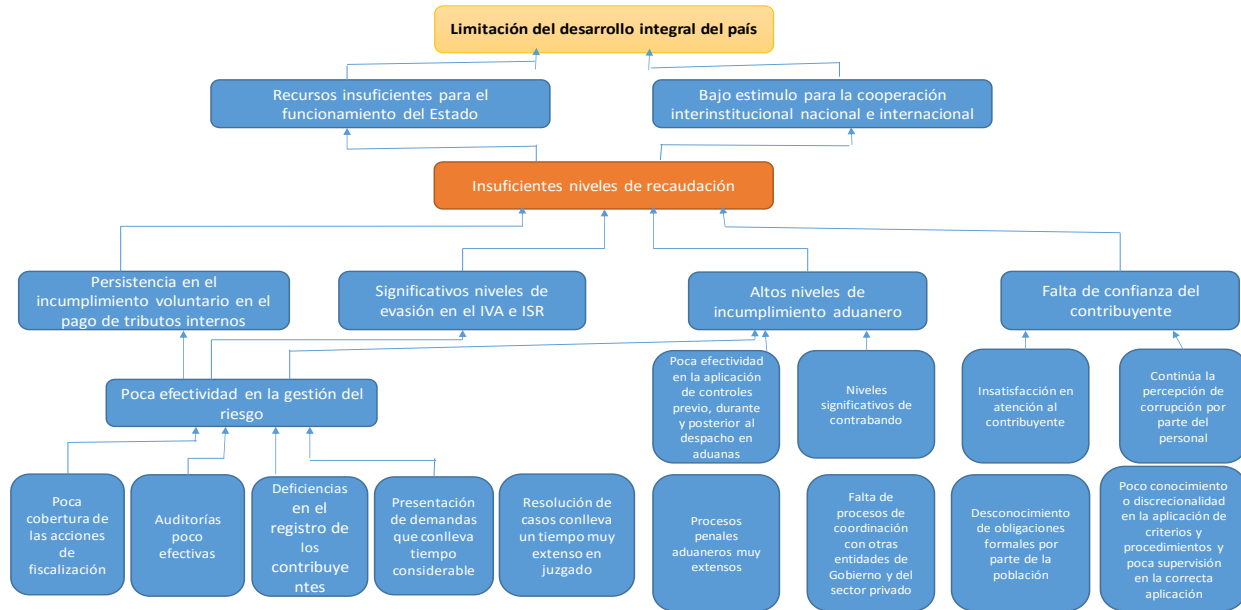 Limitación del desarrollo integral del país
Recursos insuficientes para el
funcionamiento del Estado
Bajo estimulo para la cooperación
interinstitucional nacional e internacional
Insuficientes niveles de recaudación
Persistencia en el
incumplimiento voluntario en el
pago de tributos internos
Significativos niveles de
evasión en el IVA e ISR
Altos niveles de
incumplimiento aduanero
Falta de confianza del
contribuyente
Poca efectividad en la gestión del
riesgo
Poca efectividad
en la aplicación
de controles
previo, durante
y posterior al
despacho en
aduanas
Niveles
significativos de
contrabando
Insatisfacción en
atención al
contribuyente
Continúa la
percepción de
corrupción por
parte del
personal
Poca
cobertura de
las acciones
de
fiscalización
Auditorías
poco
efectivas
Deficiencias
en el
registro de
los
contribuy
entes
Presentación
de demandas
que conlleva
tiempo
considerable
Resolución de
casos conlleva
un tiempo muy
extenso en
juzgado
Procesos
penales
aduaneros muy
extensos
Falta de
procesos de
coordinación
con otras
entidades de
Gobierno y del
sector privado
Desconocimiento
de obligaciones
formales por
parte de la
población
Poco conocimiento
o discrecionalidad
en la aplicación de
criterios y
procedimientos y
poca supervisión
en la correcta
aplicación